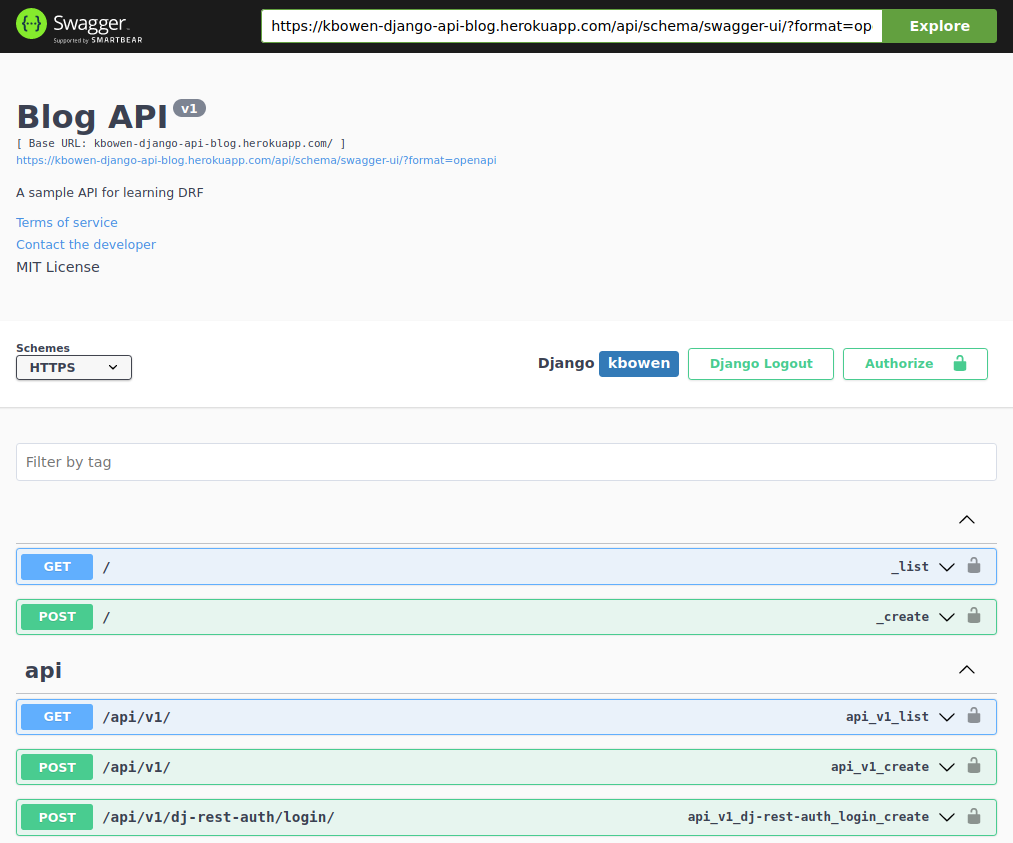 Swagger
Supported by SMARTBEAR
https://kbowen-django-api-blog.herokuapp.com/api/schema/swagger-ui/?format=op
Explore
Blog API v1
[ Base URL: kbowen-django-api-blog.herokuapp.com/ ]
https://kbowen-django-api-blog.herokuapp.com/api/schema/swagger-ui/?format=openapi
A sample API for learning DRF
Terms of service
Contact the developer
MIT License
Schemes
HTTPS
Django kbowen
Django Logout
Authorize
Filter by tag
GET / _list
POST / _create
api
GET /api/v1/ api_v1_list
POST /api/v1/ api_v1_create
POST /api/v1/dj-rest-auth/login/ api_v1_dj-rest-auth_login_create